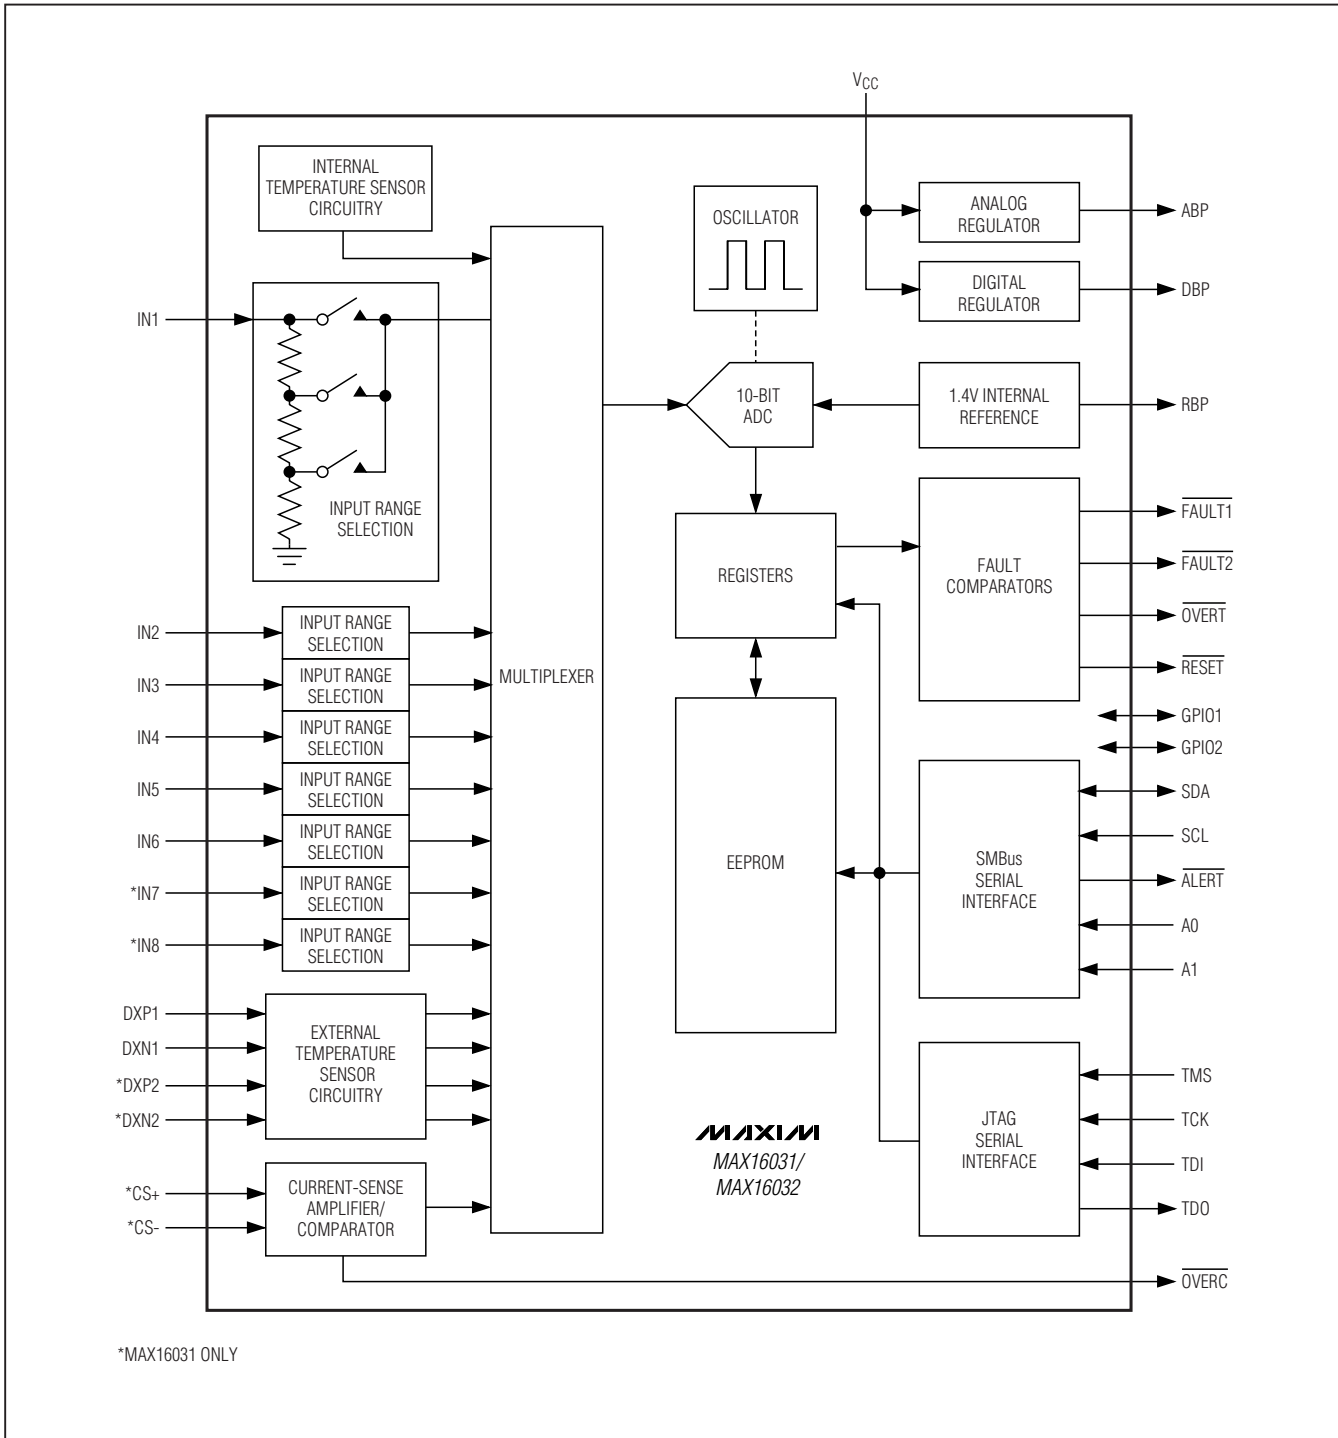 VCC
INTERNAL
TEMPERATURE SENSOR
CIRCUITRY
OSCILLATOR
ANALOG
REGULATOR
ABP
DIGITAL
REGULATOR
DBP
IN1
INPUT RANGE
SELECTION
10-BIT
ADC
1.4V INTERNAL
REFERENCE
RBP
REGISTERS
FAULT
COMPARATORS
FAULT1
FAULT2
OVERT
RESET
GPIO1
GPIO2
IN2
INPUT RANGE
SELECTION
IN3
INPUT RANGE
SELECTION
IN4
INPUT RANGE
SELECTION
IN5
INPUT RANGE
SELECTION
IN6
INPUT RANGE
SELECTION
*IN7
INPUT RANGE
SELECTION
*IN8
INPUT RANGE
SELECTION
MULTIPLEXER
EEPROM
SMBus
SERIAL
INTERFACE
SDA
SCL
ALERT
A0
A1
DXP1
DXN1
*DXP2
*DXN2
EXTERNAL
TEMPERATURE
SENSOR
CIRCUITRY
JTAG
SERIAL
INTERFACE
TMS
TCK
TDI
TDO
MAXIM
MAX16031/
MAX16032
*CS+
*CS-
CURRENT-SENSE
AMPLIFIER/
COMPARATOR
OVERC
*MAX16031 ONLY